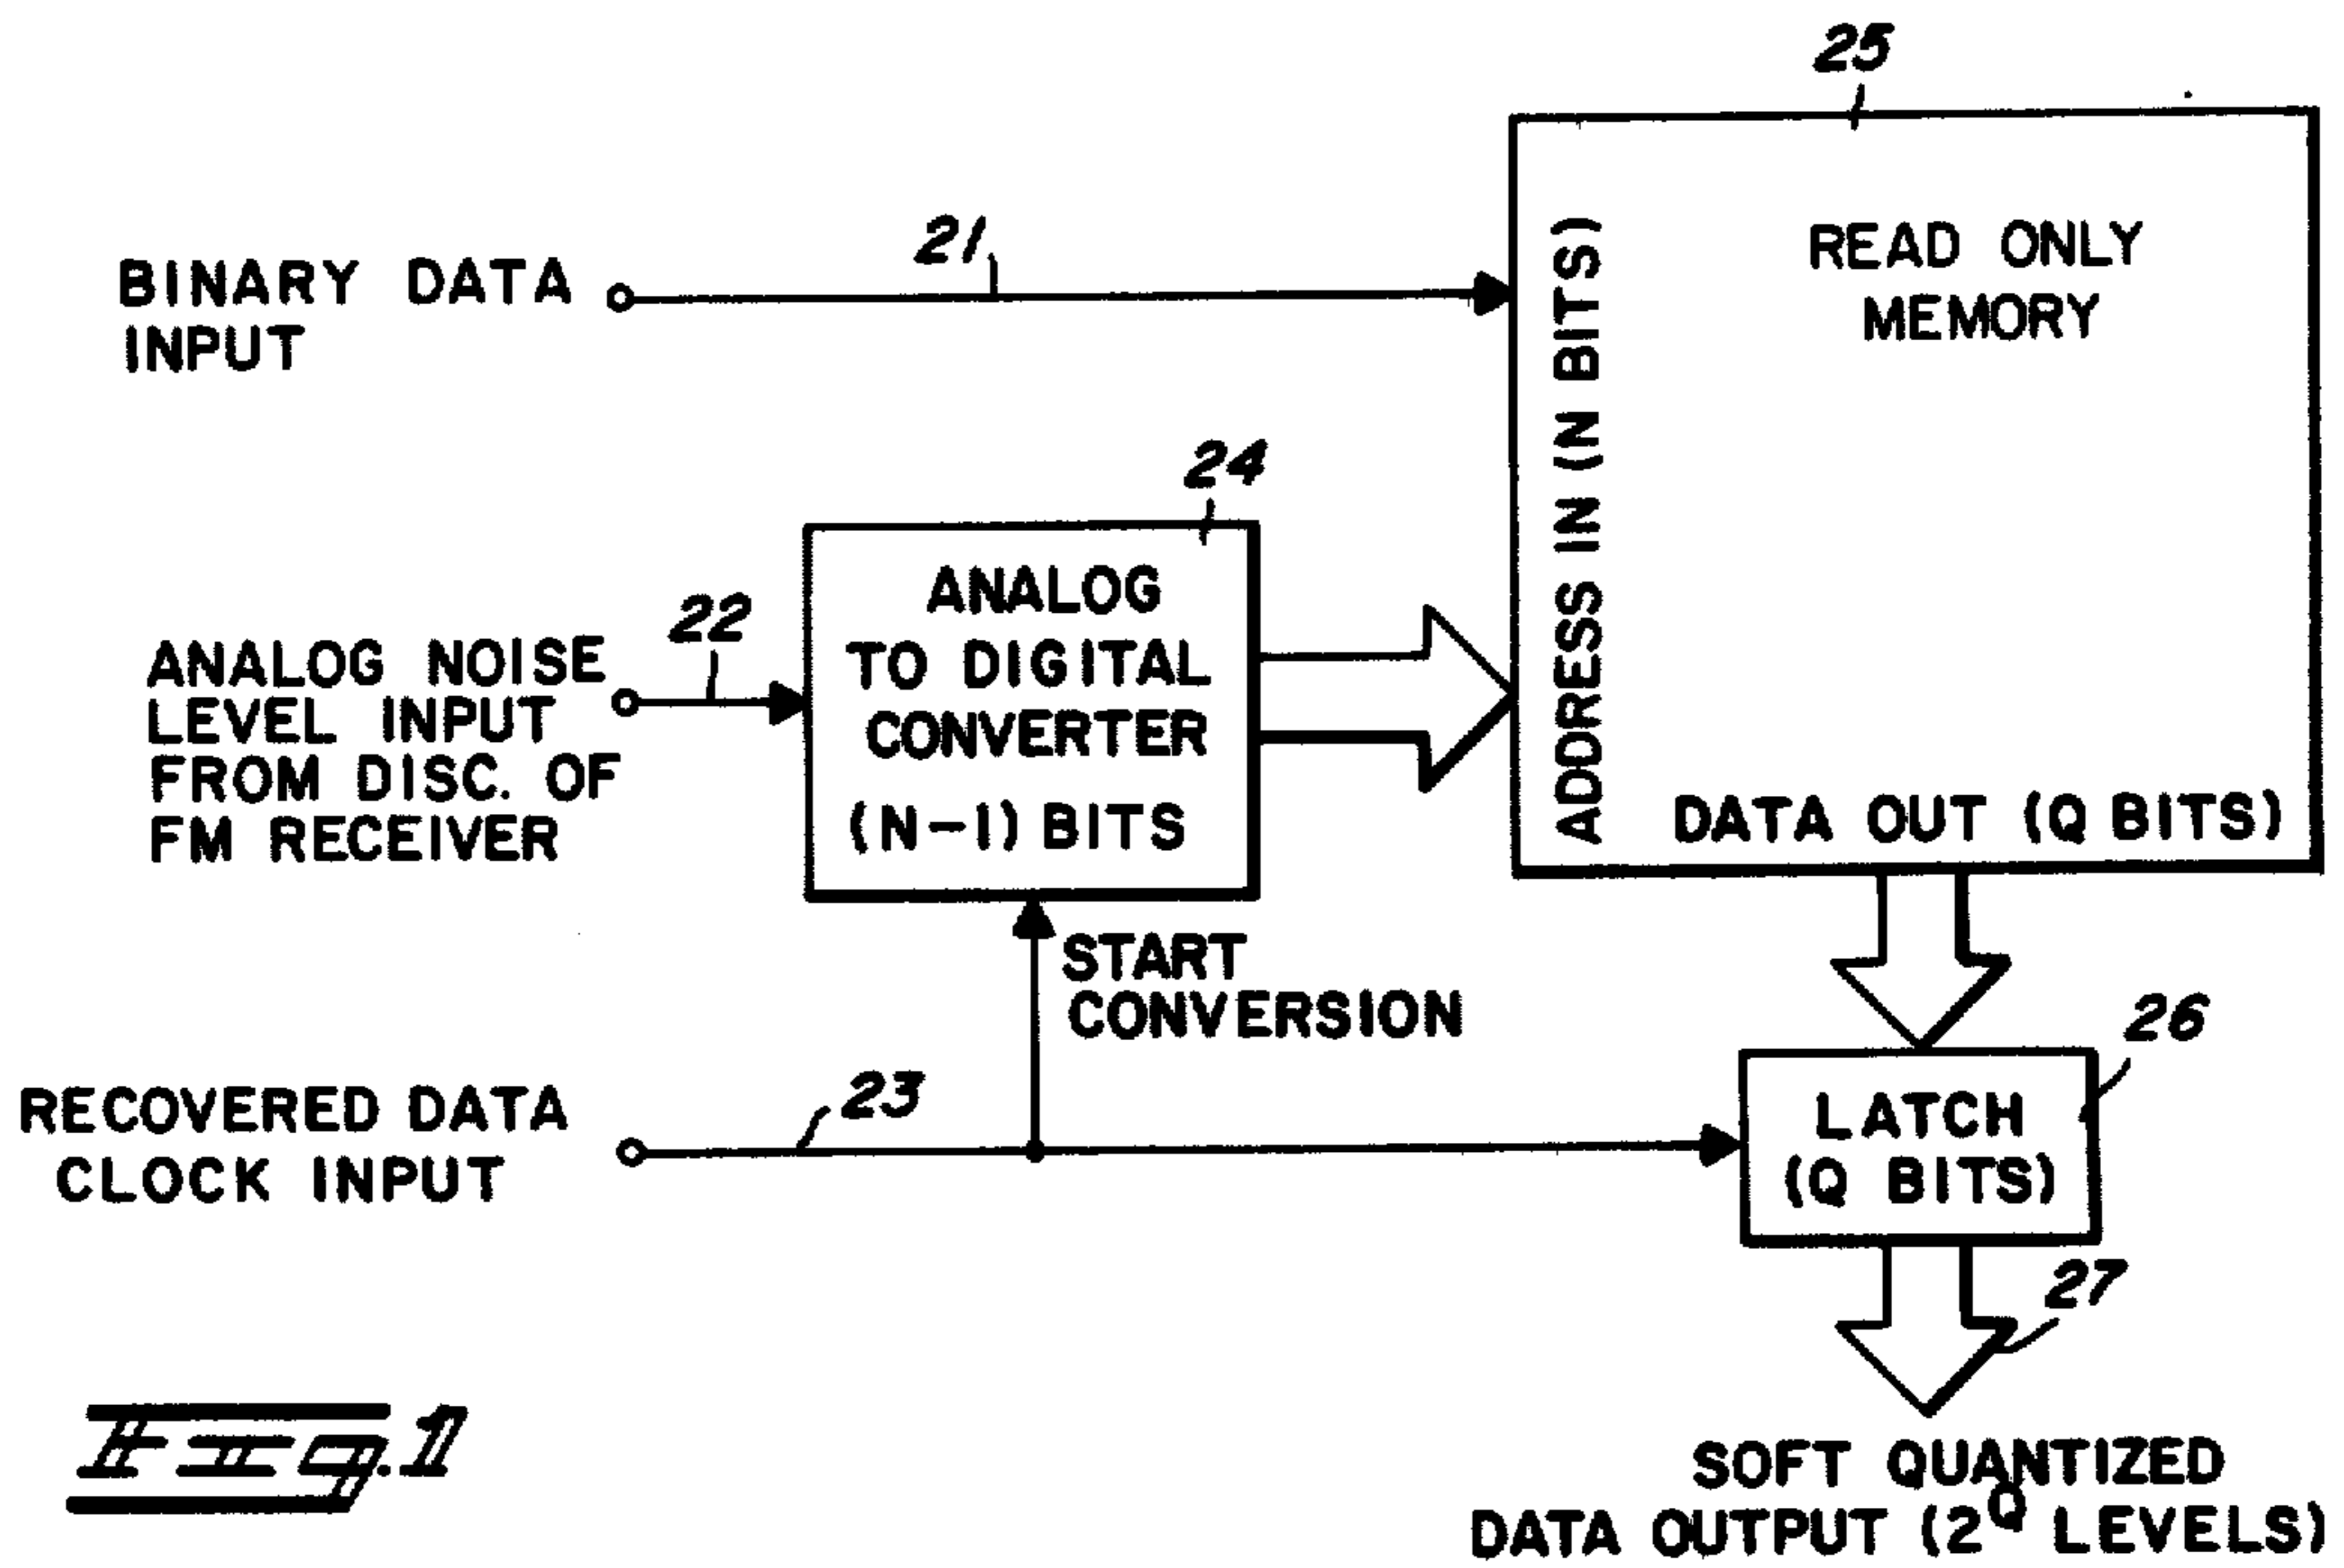 25
21
BINARY DATA
INPUT
READ ONLY
MEMORY
ADDRESS IN (N BITS)
24
ANALOG
TO DIGITAL
CONVERTER
(N-1) BITS
22
ANALOG NOISE
LEVEL INPUT
FROM DISC. OF
FM RECEIVER
DATA OUT (Q BITS)
START
CONVERSION
26
23
RECOVERED DATA
CLOCK INPUT
LATCH
(Q BITS)
27
Fig. 1
SOFT QUANTIZED
DATA OUTPUT (2^Q LEVELS)